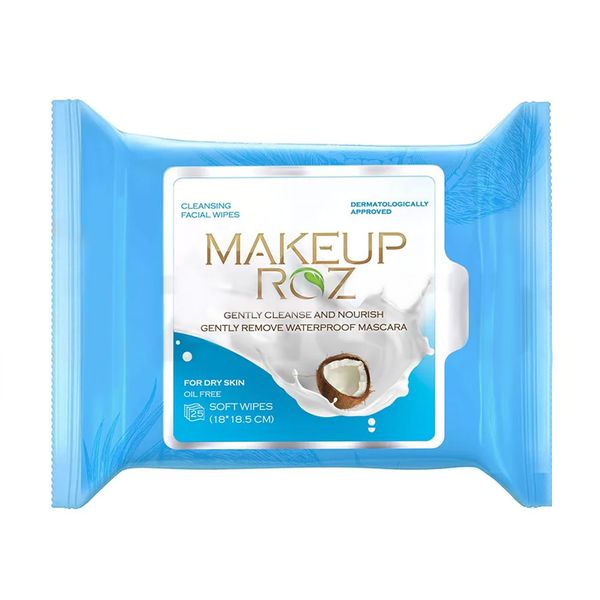 CLEANSING
FACIAL WIPES
DERMATOLOGICALLY
APPROVED
MAKEUP
ROZ
GENTLY CLEANSE AND NOURISH
GENTLY REMOVE WATERPROOF MASCARA
FOR DRY SKIN
OIL FREE
25
SOFT WIPES
(18*18.5 CM)